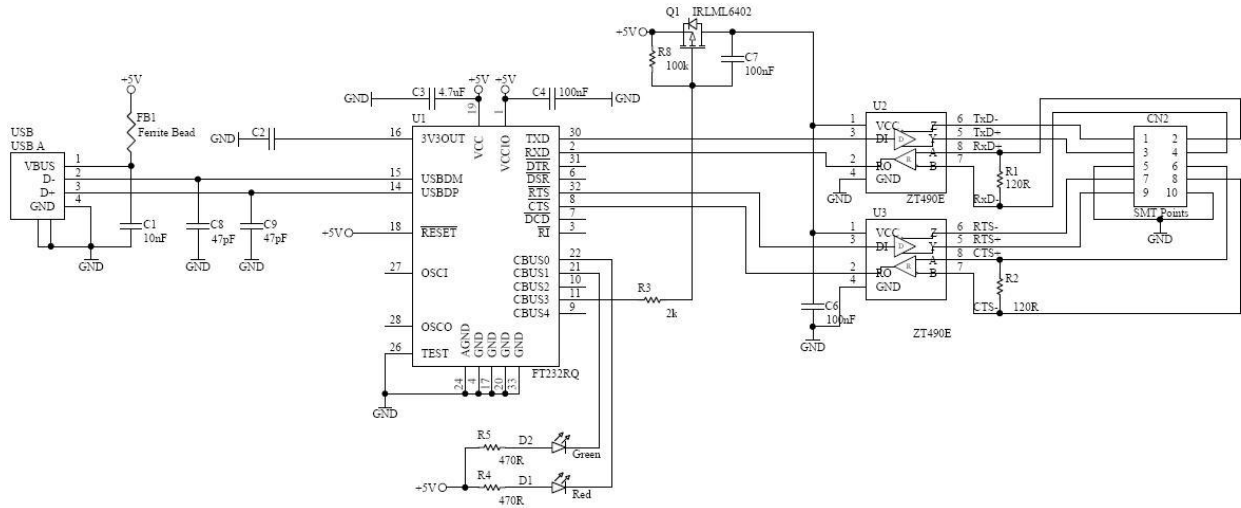 Q1 IRLML6402
+5V
R8
100k
C7
100nF
+5V
+5V
+5V
C3 4.7uF
GND
C4 100nF
GND
FB1
Ferrite Bead
GND
C2
USB
USB A
VBUS 1
D- 2
D+ 3
GND 4
C1
10nF
C8
47pF
C9
47pF
GND
GND
GND
GND
U1
19
1
VCC
VCCIO
16 3V3OUT
15 USBDM
14 USBDP
+5V 18 RESET
27 OSCI
28 OSCO
26 TEST
TXD 30
RXD 2
DTR 31
DSR 6
RTS 32
CTS 8
DCD 7
RI 3
CBUS0 22
CBUS1 21
CBUS2 10
CBUS3 11
CBUS4 9
AGND
GND
GND
GND
GND
24
4
17
20
33
FT232RQ
GND
R3
2k
U2
1 VCC
3 DI
2 RO
4 GND
D
R
Z 6 TxD-
Y 5 TxD+
A 8 RxD+
B 7
RxD-
GND
ZT490E
R1
120R
U3
1 VCC
3 DI
2 RO
4 GND
D
R
Z 6 RTS-
Y 5 RTS+
A 8 CTS+
B 7
CTS-
ZT490E
R2
120R
C6
100nF
GND
CN2
1 2
3 4
5 6
7 8
9 10
SMT Points
GND
R5
470R
D2
Green
+5V
R4
470R
D1
Red